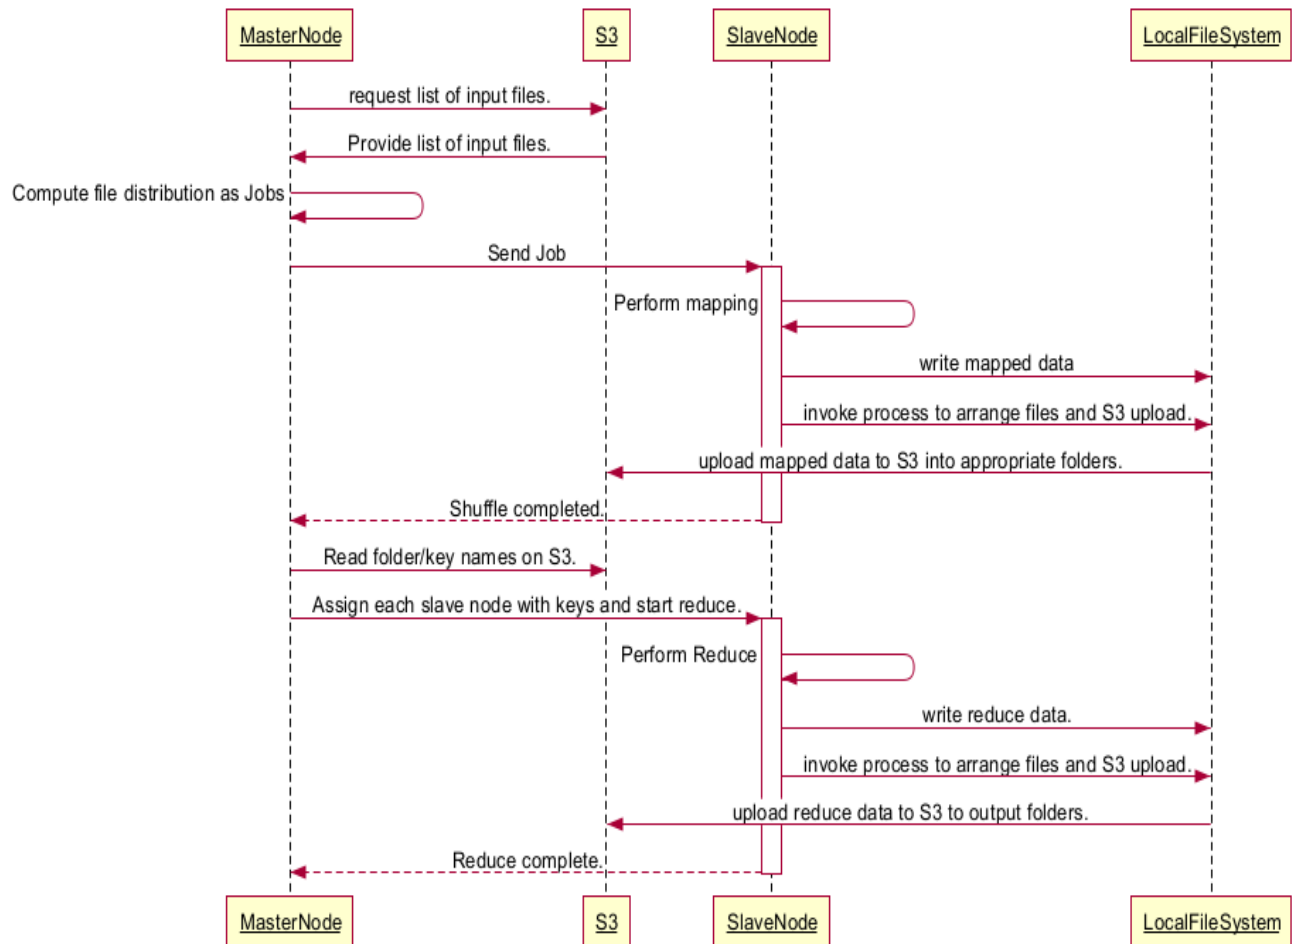 MasterNode
S3
SlaveNode
LocalFileSystem
request list of input files.
Provide list of input files.
Compute file distribution as Jobs
Send Job
Perform mapping
write mapped data
invoke process to arrange files and S3 upload.
upload mapped data to S3 into appropriate folders.
Shuffle completed.
Read folder/key names on S3.
Assign each slave node with keys and start reduce.
Perform Reduce
write reduce data.
invoke process to arrange files and S3 upload.
upload reduce data to S3 to output folders.
Reduce complete.
MasterNode
S3
SlaveNode
LocalFileSystem